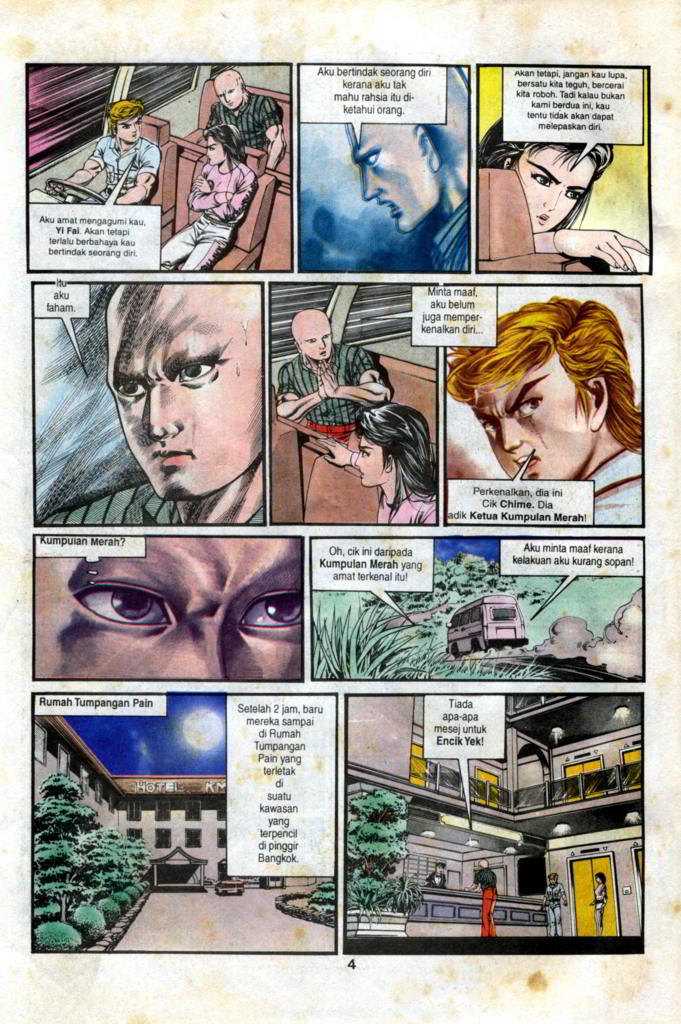 Aku amat mengagumi kau,
Yi Fai. Akan tetapi
terlalu berbahaya kau
bertindak seorang diri.
Aku bertindak seorang diri
kerana aku tak
mahu rahsia itu di-
ketahui orang.
Akan tetapi, jangan kau lupa,
bersatu kita teguh, bercerai
kita roboh. Tadi kalau bukan
kami berdua ini, kau
tentu tidak akan dapat
melepaskan diri.
Itu
aku
faham.
Minta maaf,
aku belum
juga memper-
kenalkan diri...
Perkenalkan, dia ini
Cik Chime. Dia
adik Ketua Kumpulan Merah!
Kumpulan Merah?
Oh, cik ini daripada
Kumpulan Merah yang
amat terkenal itu!
Aku minta maaf kerana
kelakuan aku kurang sopan!
Rumah Tumpangan Pain
Setelah 2 jam, baru
mereka sampai
di Rumah
Tumpangan
Pain yang
terletak
di
suatu
kawasan
yang
terpencil
di pinggir
Bangkok.
HOTEL KM
Tiada
apa-apa
mesej untuk
Encik Yek!
4